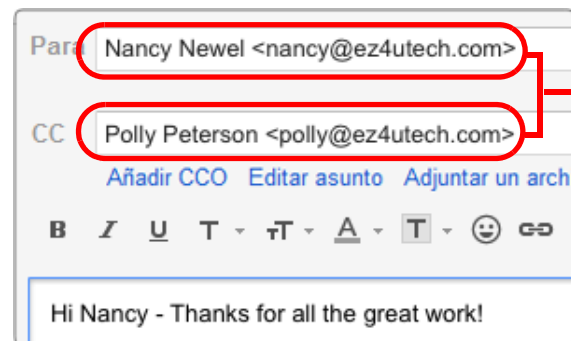 Para Nancy Newel <nancy@ez4utech.com>
CC Polly Peterson <polly@ez4utech.com>
Añadir CCO Editar asunto Adjuntar un arch
B I U T тT A T
Hi Nancy - Thanks for all the great work!